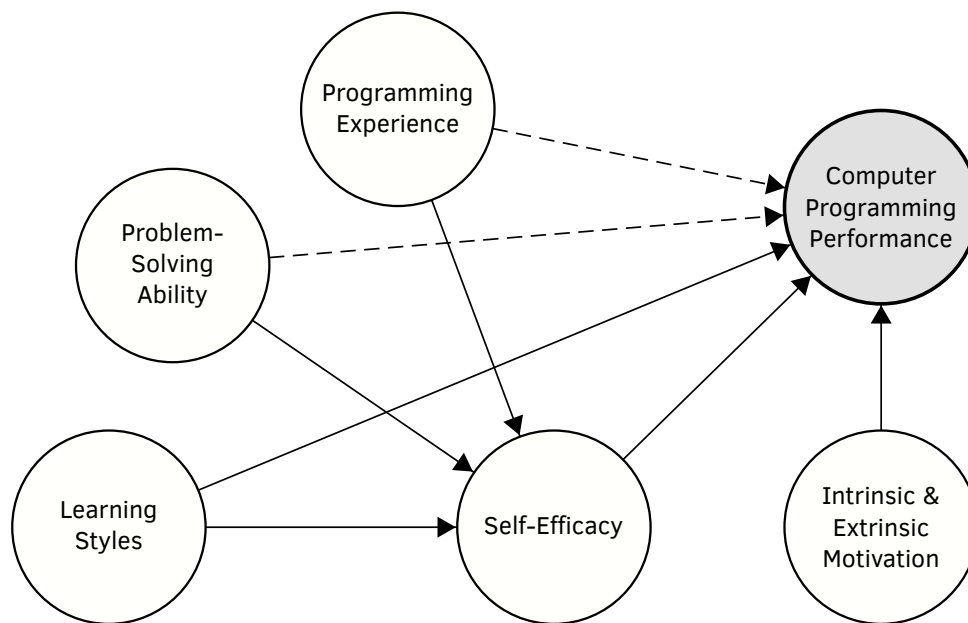 Programming
Experience
Computer
Programming
Performance
Problem-
Solving
Ability
Learning
Styles
Self-Efficacy
Intrinsic &
Extrinsic
Motivation